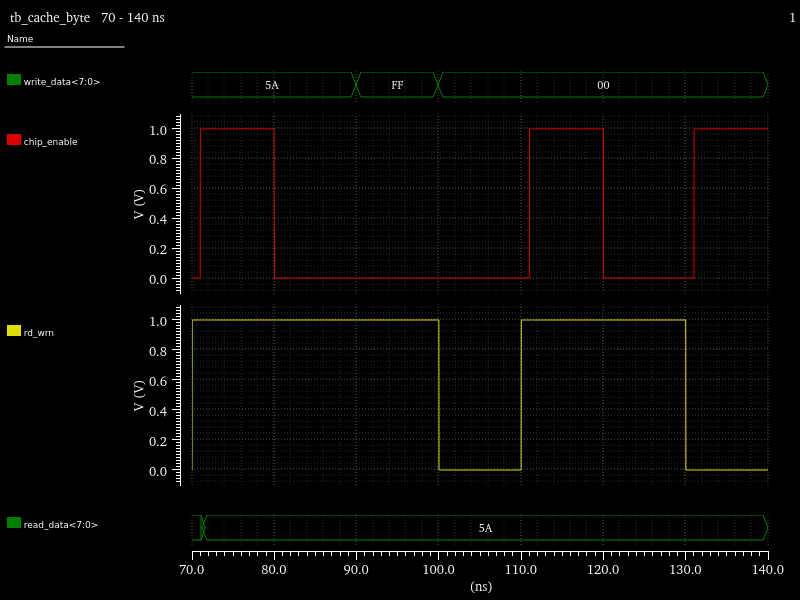 tb_cache_byte 70 - 140 ns 1
Name
write_data<7:0>
5A FF 00
chip_enable
V (V)
1.0
0.8
0.6
0.4
0.2
0.0
rd_wrn
V (V)
1.0
0.8
0.6
0.4
0.2
0.0
read_data<7:0>
5A
70.0 80.0 90.0 100.0 110.0 120.0 130.0 140.0
(ns)